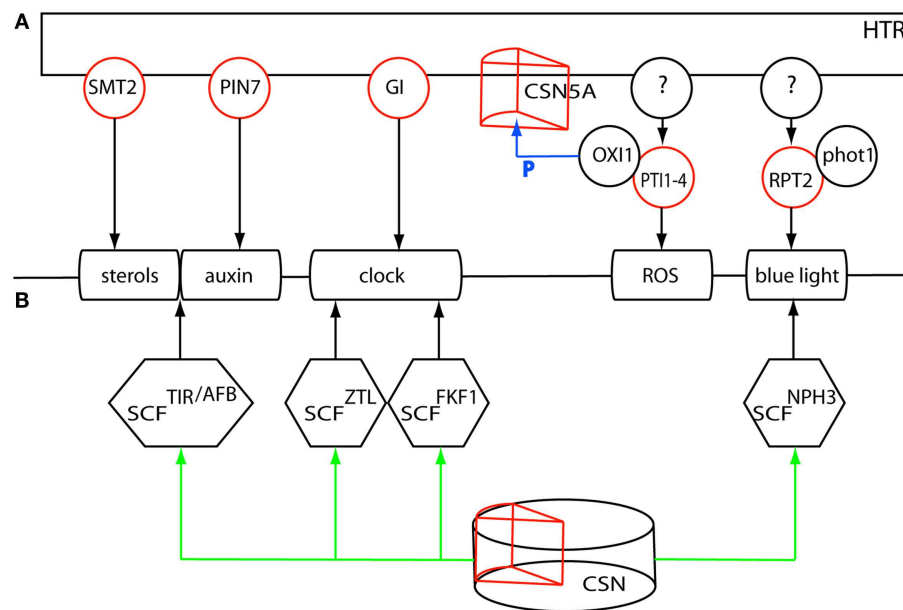 A
HTR
SMT2
PIN7
GI
CSN5A
?
?
OXI1
PTI1-4
RPT2
phot1
P
sterols
auxin
clock
ROS
blue light
B
SCF TIR/AFB
SCF ZTL
SCF FKF1
SCF NPH3
CSN